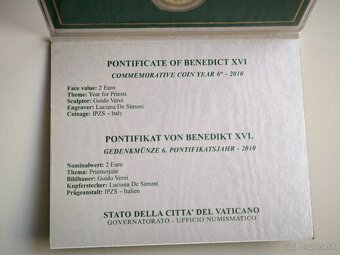 PONTIFICATE OF BENEDICT XVI
COMMEMORATIVE COIN YEAR 6° - 2010
Face value: 2 Euro
Theme: Year for Priests
Sculptor: Guido Veroi
Engraver: Luciana De Simoni
Coinage: IPZS – Italy
PONTIFIKAT VON BENEDIKT XVI.
GEDENKMÜNZE 6. PONTIFIKATSJAHR - 2010
Nominalwert: 2 Euro
Thema: Priesterjahr
Bildhauer: Guido Veroi
Kupferstecher: Luciana De Simoni
Prägeanstalt: IPZS – Italien
STATO DELLA CITTA' DEL VATICANO
GOVERNATORATO - UFFICIO NUMISMATICO
bazos.sk